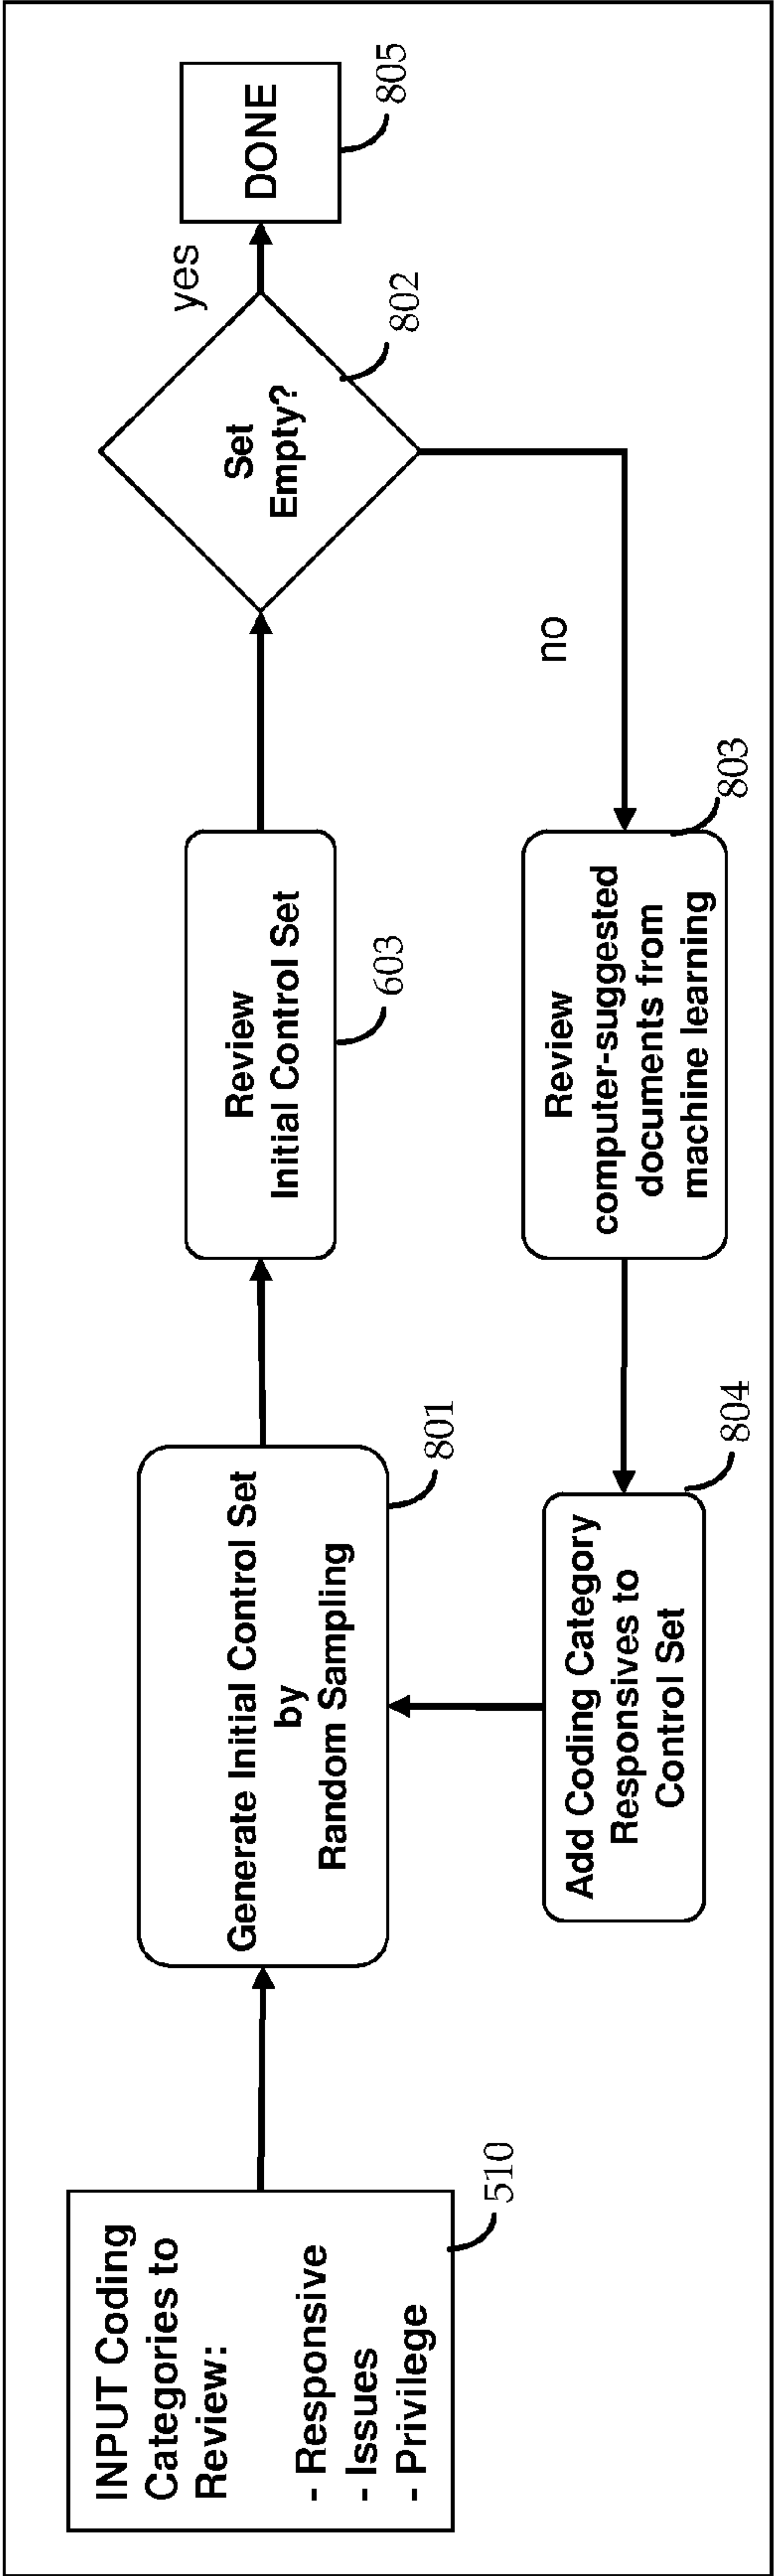 INPUT Coding
Categories to
Review:
- Responsive
- Issues
- Privilege
510
Generate Initial Control Set
by
Random Sampling
801
Review
Initial Control Set
603
Set
Empty?
802
yes
DONE
805
no
Review
computer-suggested
documents from
machine learning
803
Add Coding Category
Responsives to
Control Set
804